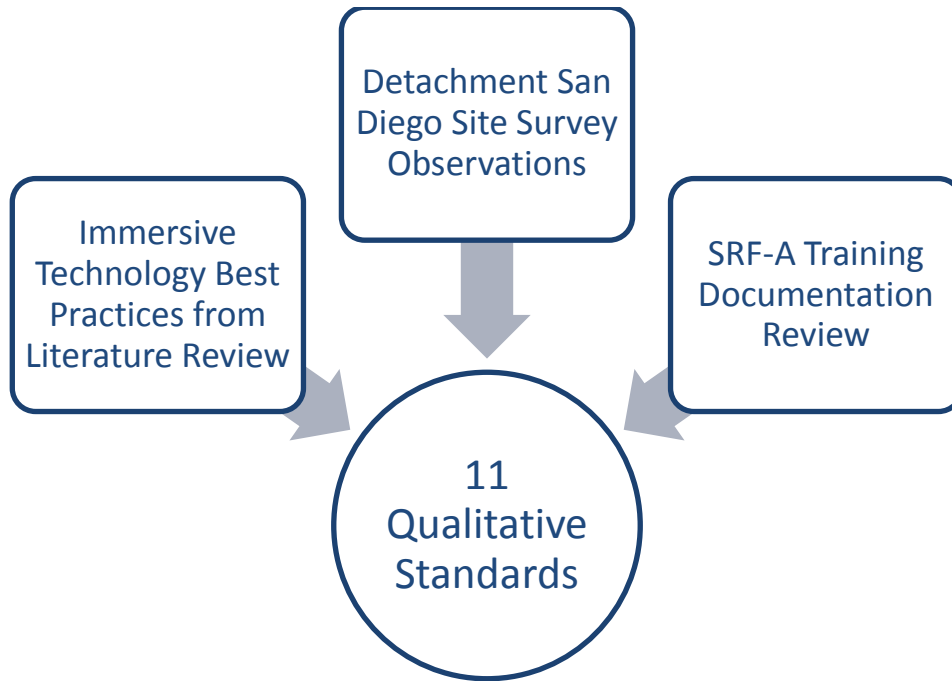 Detachment San
Diego Site Survey
Observations
Immersive
Technology Best
Practices from
Literature Review
SRF-A Training
Documentation
Review
11
Qualitative
Standards